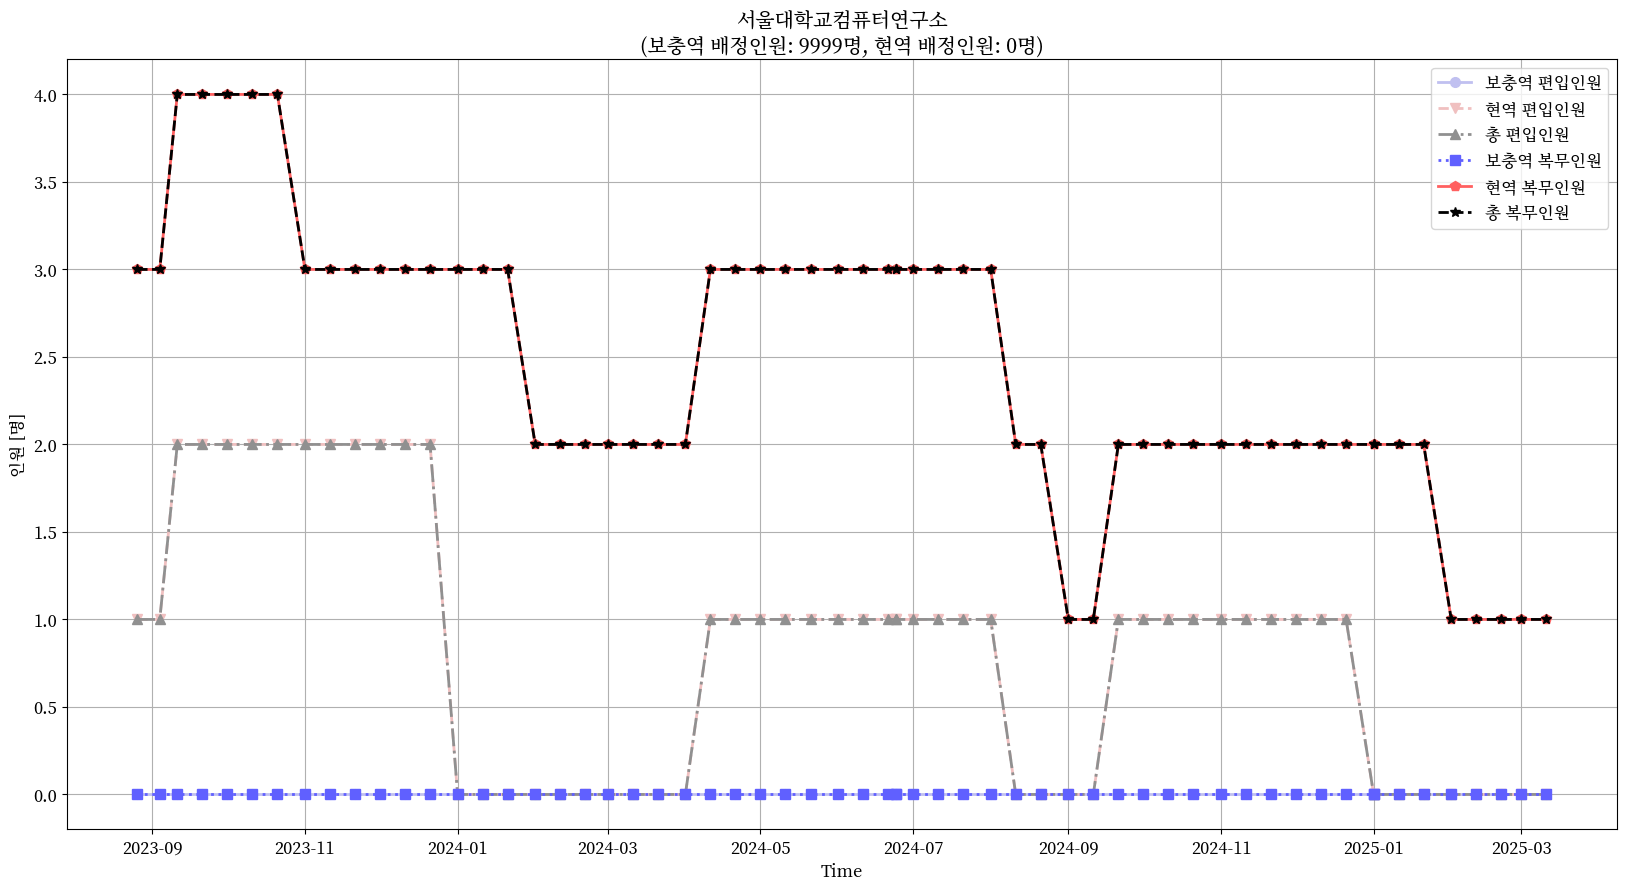 서울대학교컴퓨터연구소
(보충역 배정인원: 9999명, 현역 배정인원: 0명)
보충역 편입인원
현역 편입인원
총 편입인원
보충역 복무인원
현역 복무인원
총 복무인원
인원 [명]
4.0
3.5
3.0
2.5
2.0
1.5
1.0
0.5
0.0
2023-09
2023-11
2024-01
2024-03
2024-05
2024-07
2024-09
2024-11
2025-01
2025-03
Time